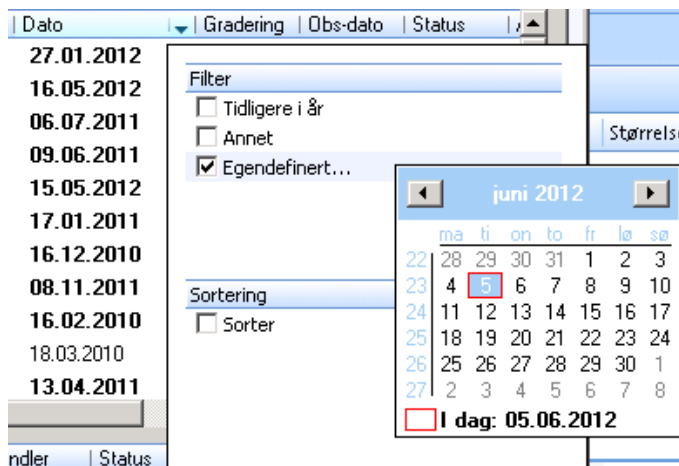 Dato Gradering Obs-dato Status
27.01.2012
16.05.2012
06.07.2011
09.06.2011
15.05.2012
17.01.2011
16.12.2010
08.11.2011
16.02.2010
18.03.2010
13.04.2011
Filter
Tidligere i år
Annet
Egendefinert...
Sortering
Sorter
Større
juni 2012
ma ti on to fr lø sø
22 28 29 30 31 1 2 3
23 4 5 6 7 8 9 10
24 11 12 13 14 15 16 17
25 18 19 20 21 22 23 24
26 25 26 27 28 29 30 1
27 2 3 4 5 6 7 8
I dag: 05.06.2012
ndler Status